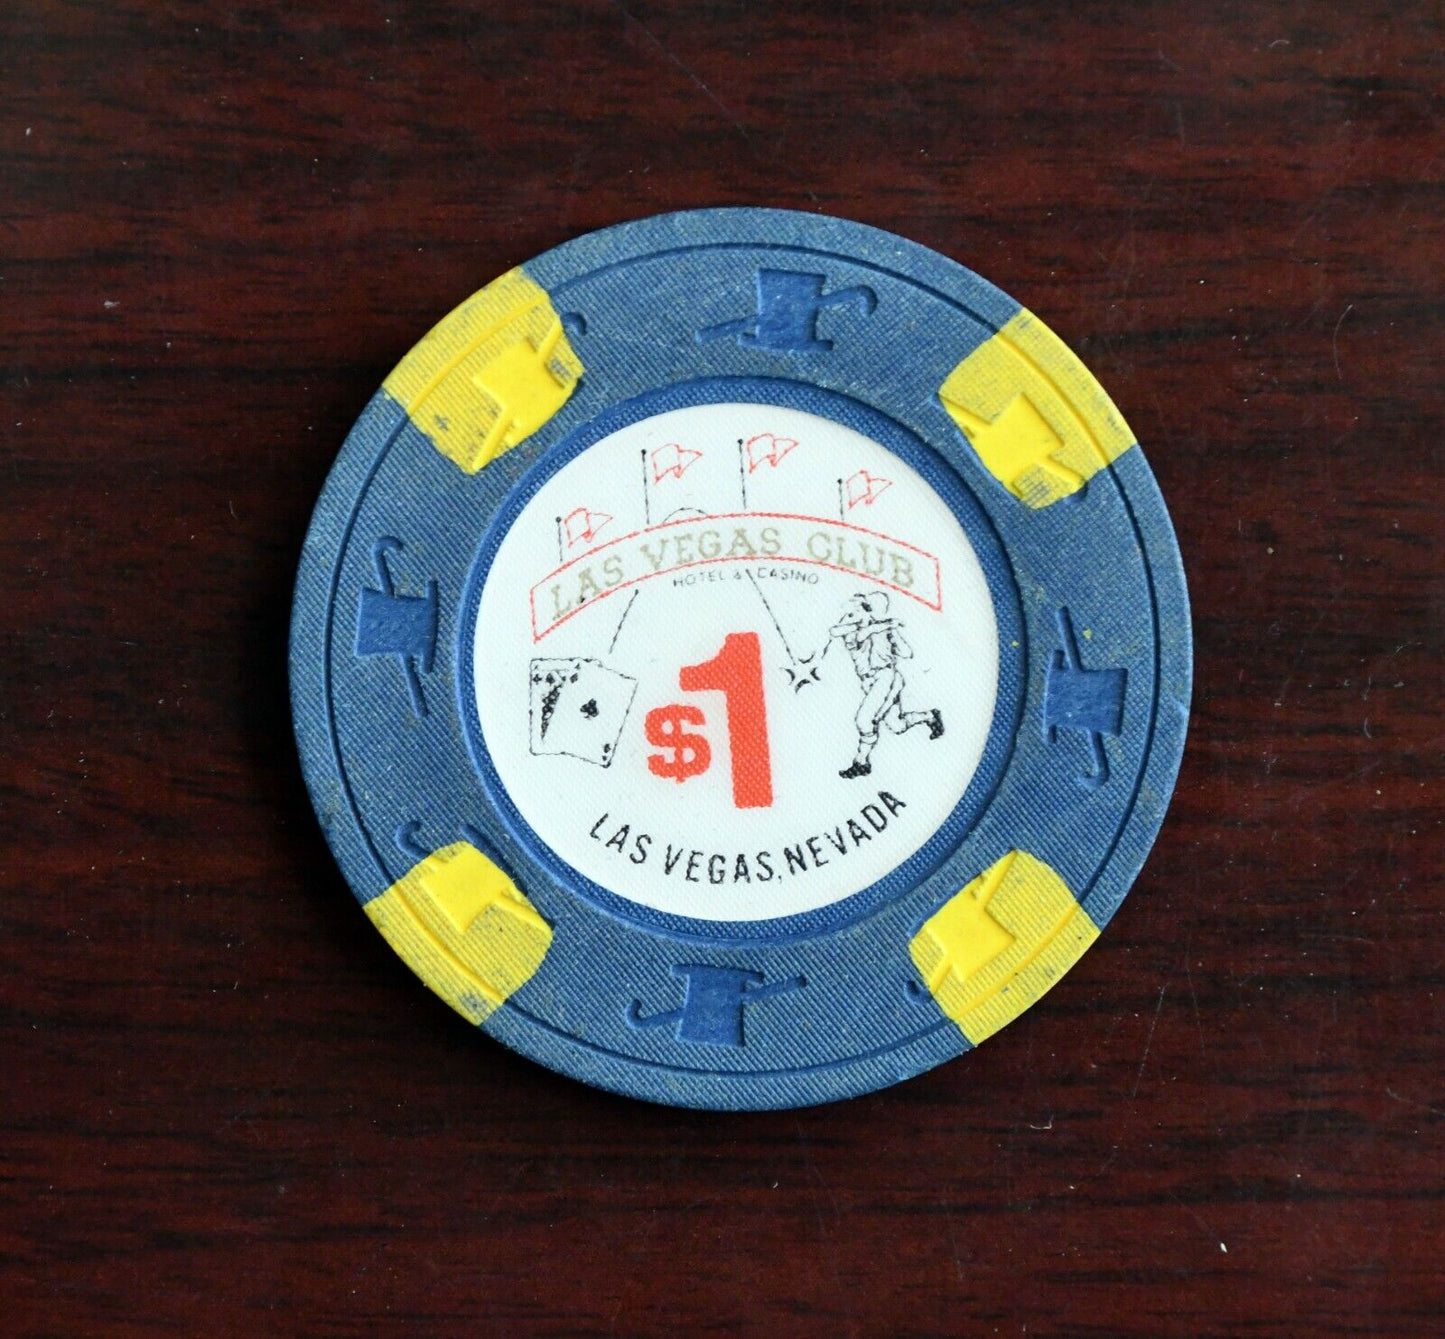 LAS VEGAS CLUB
HOTEL & CASINO
$1
LAS VEGAS, NEVADA